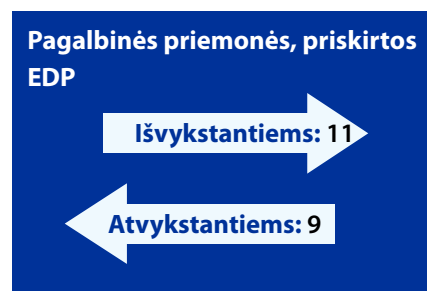 Pagalbinės priemonės, priskirtos
EDP
Išvykstantiems: 11
Atvykstantiems: 9